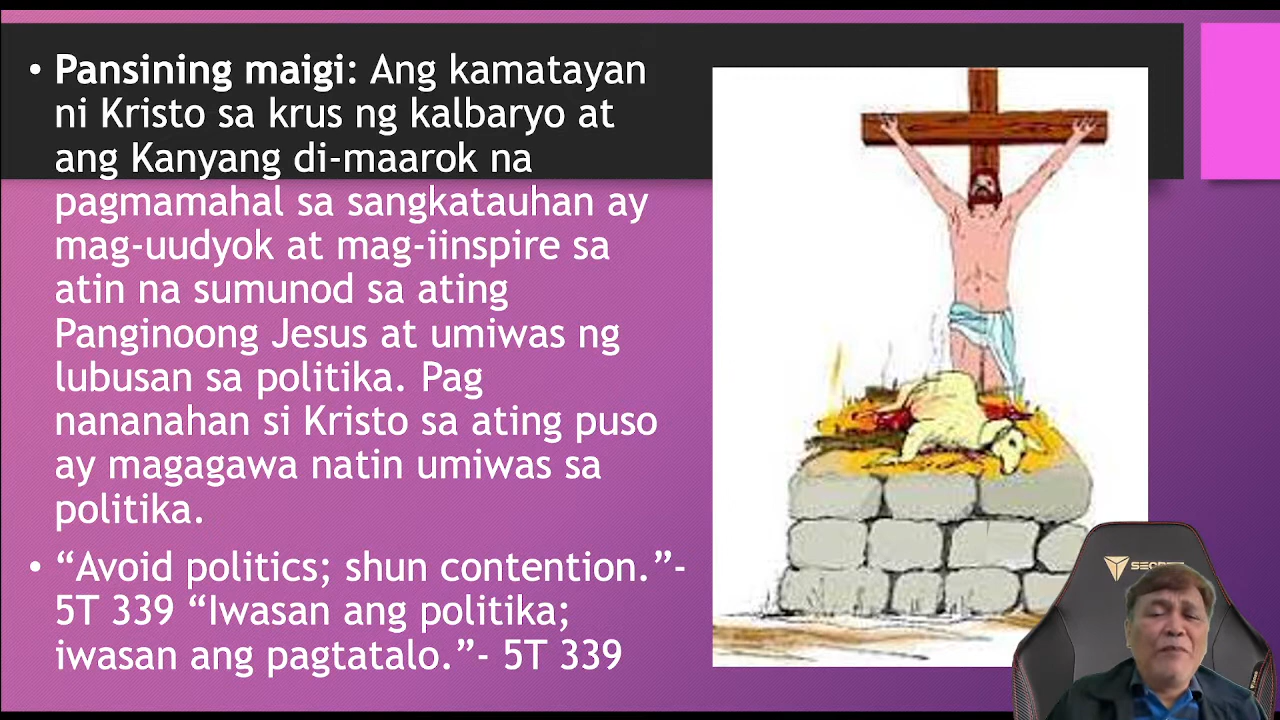 • Pansining maigi: Ang kamatayan
ni Kristo sa krus ng kalbaryo at
ang Kanyang di-maarok na
pagmamahal sa sangkatauhan ay
mag-uudyok at mag-iinspire sa
atin na sumunod sa ating
Panginoong Jesus at umiwas ng
lubusan sa politika. Pag
nananahan si Kristo sa ating puso
ay magagawa natin umiwas sa
politika.
• “Avoid politics; shun contention.”-
5T 339 “Iwasan ang politika;
iwasan ang pagtatalo.”- 5T 339